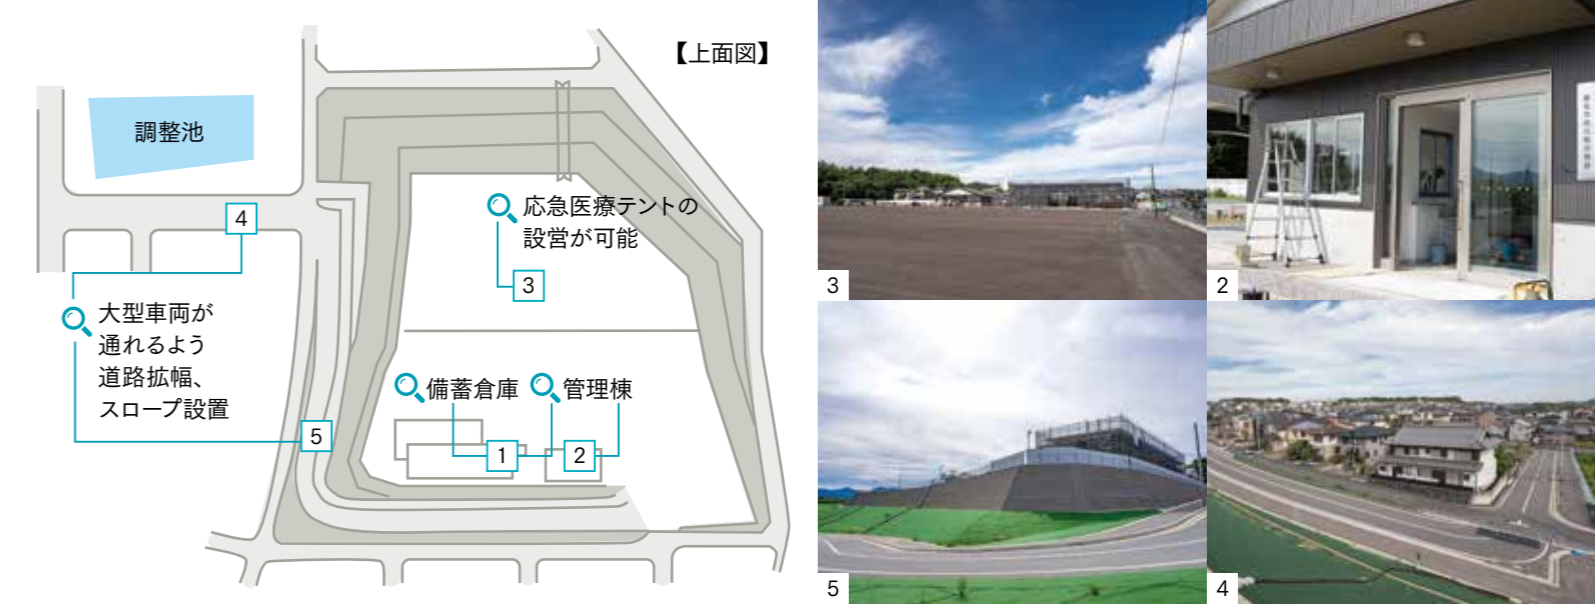 【上面図】
調整池
4
応急医療テントの
設営が可能
3
大型車両が
通れるよう
道路拡幅、
スロープ設置
5
備蓄倉庫
管理棟
1
2
3
2
5
4